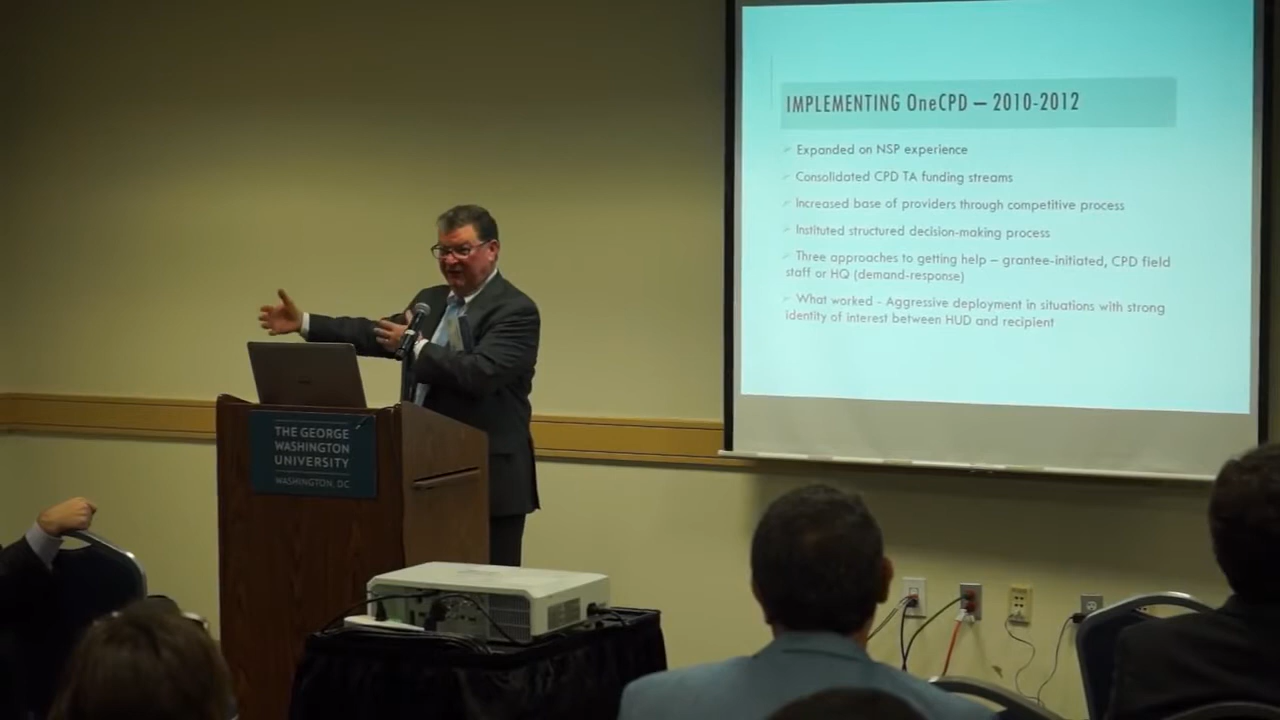 IMPLEMENTING OneCPD – 2010-2012
Expanded on NSP experience
Consolidated CPD TA funding streams
Increased base of providers through competitive process
Instituted structured decision-making process
Three approaches to getting help – grantee-initiated, CPD field
staff or HQ (demand-response)
What worked - Aggressive deployment in situations with strong
identity of interest between HUD and recipient
THE GEORGE
WASHINGTON
UNIVERSITY
WASHINGTON, DC